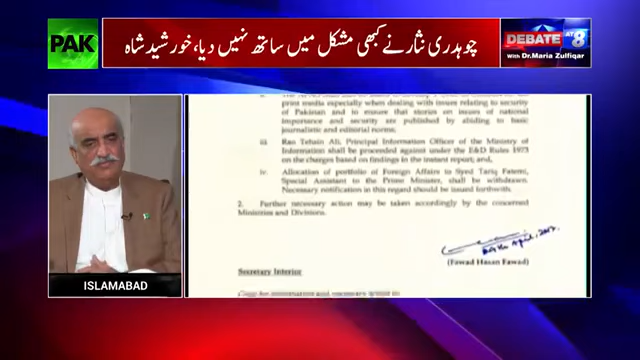 PAK
چوہدری نثار نے کبھی مشکل میں ساتھ نہیں دیا، خورشید شاہ
DEBATE AT 8
with Dr.Maria Zulfiqar
print media especially when dealing with issues relating to security
of Pakistan and to ensure that stories on issues of national
importance and security are published by abiding to basic
journalistic and editorial norms;
iii Rao Tehsin Ali, Principal Information Officer of the Ministry of
Information shall be proceeded against under the E&D Rules 1973
on the charges based on findings in the instant report; and,
iv. Allocation of portfolio of Foreign Affairs to Syed Tariq Fatemi,
Special Assistant to the Prime Minister, shall be withdrawn.
Necessary notification in this regard should be issued forthwith.
2. Further necessary action may be taken accordingly by the concerned
Ministries and Divisions.
April, 2017.
(Fawad Hasan Fawad)
Secretary Interior
ISLAMABAD